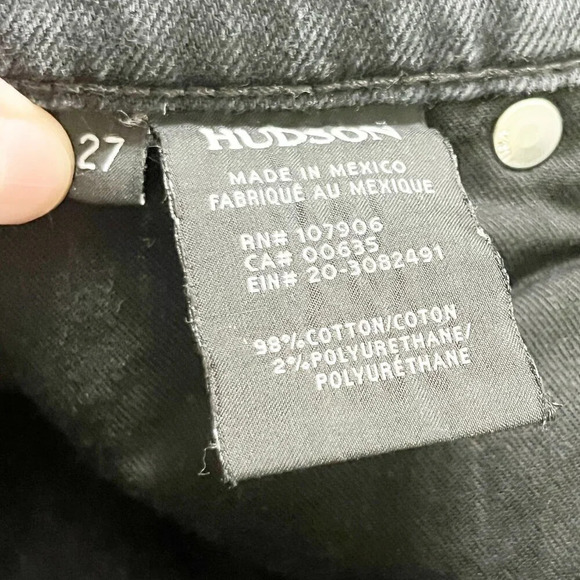 27
HUDSON
MADE IN MEXICO
FABRIQUÉ AU MEXIQUE
RN# 107906
CA# 00635
EIN# 20-3082491
98% COTTON/COTON
2% POLYURETHANE/
POLYURÉTHANE